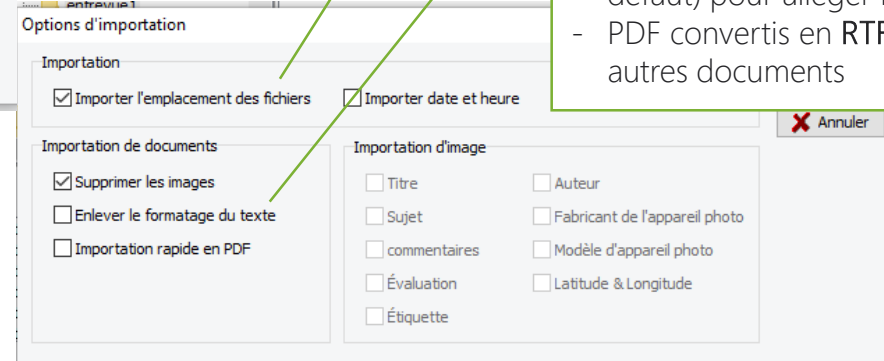 entrevue1
défaut) pour alléger
- PDF convertis en RTF
autres documents
Options d'importation
Importation
Importer l'emplacement des fichiers
Importer date et heure
Annuler
Importation de documents
Supprimer les images
Enlever le formatage du texte
Importation rapide en PDF
Importation d'image
Titre
Auteur
Sujet
Fabricant de l'appareil photo
commentaires
Modèle d'appareil photo
Évaluation
Latitude & Longitude
Étiquette